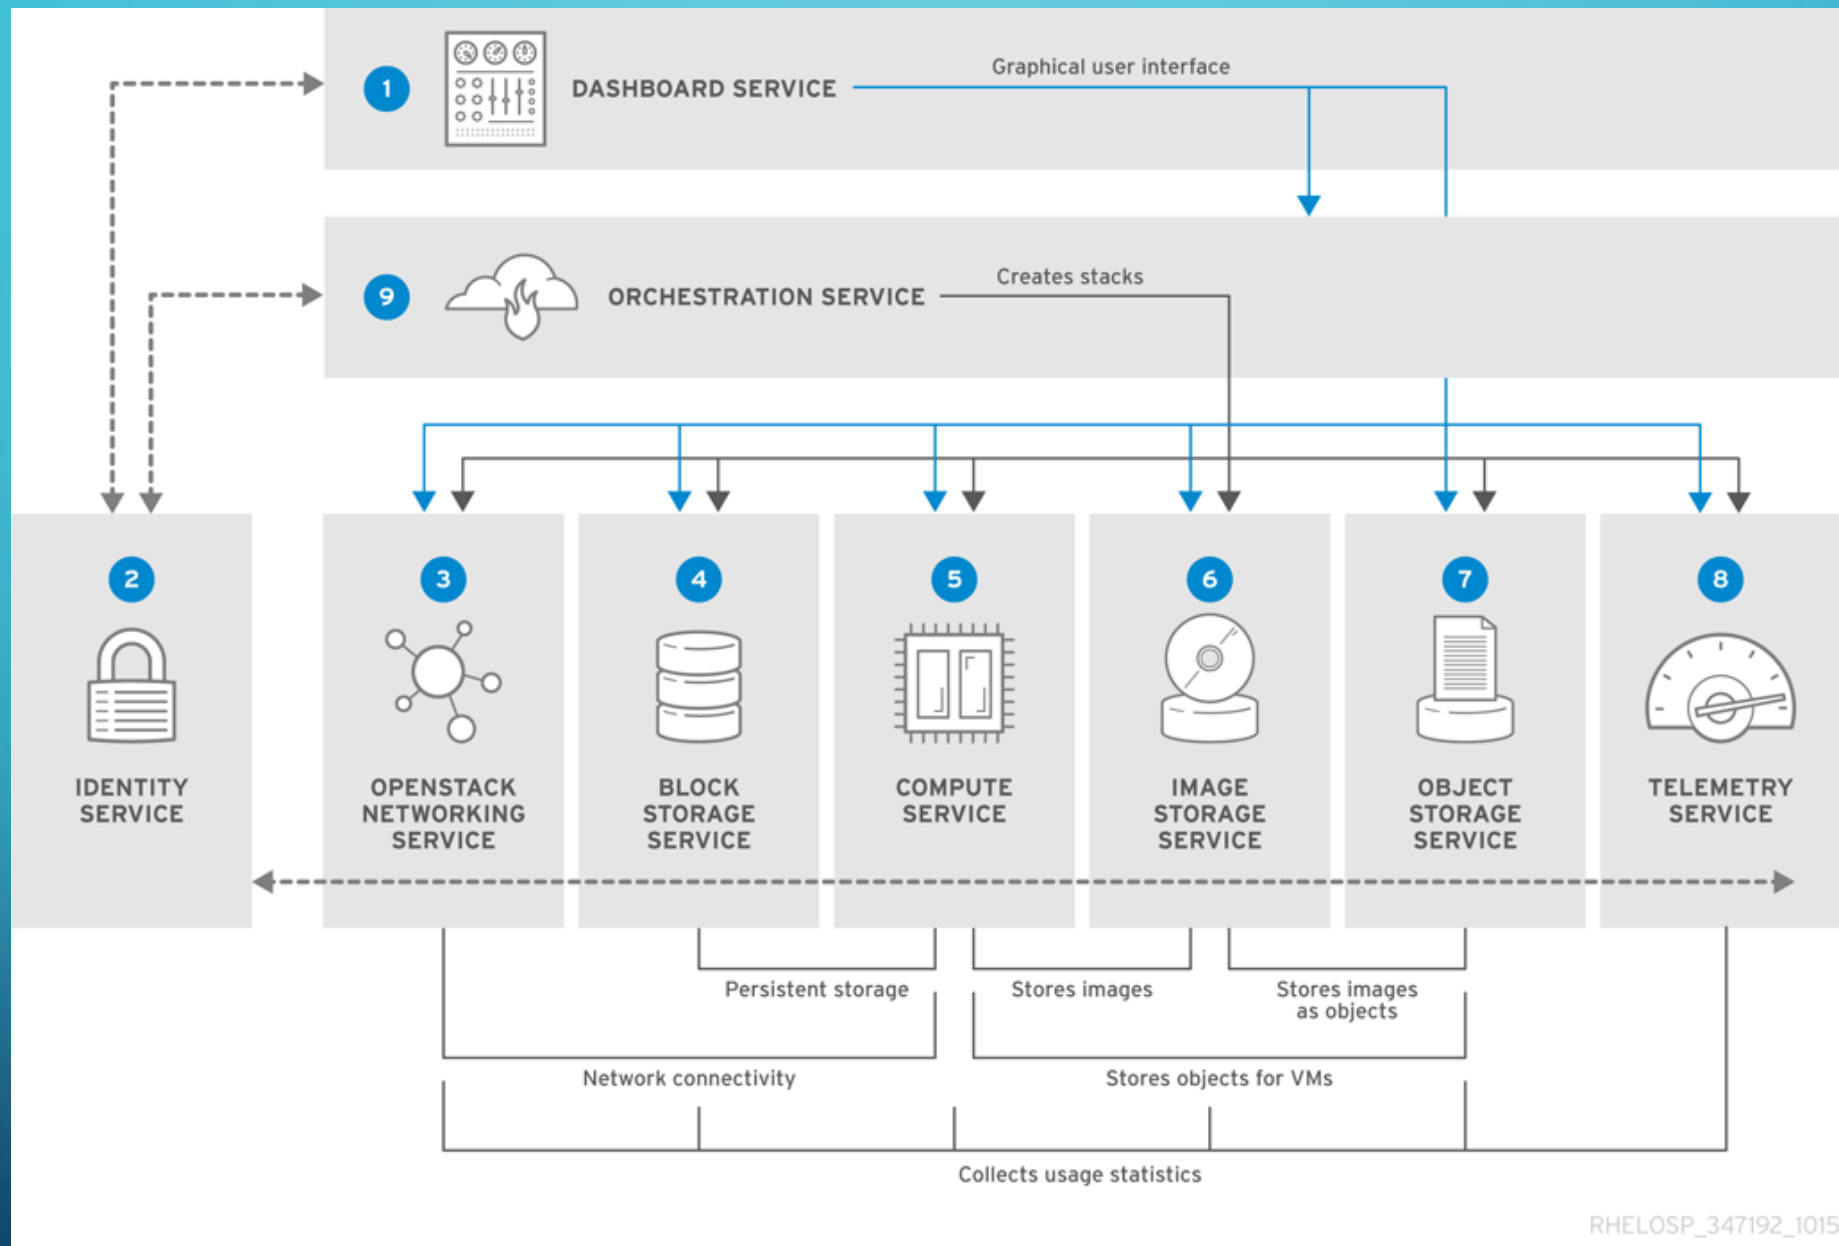 1
DASHBOARD SERVICE
Graphical user interface
9
ORCHESTRATION SERVICE
Creates stacks
2
IDENTITY
SERVICE
3
OPENSTACK
NETWORKING
SERVICE
4
BLOCK
STORAGE
SERVICE
5
COMPUTE
SERVICE
6
IMAGE
STORAGE
SERVICE
7
OBJECT
STORAGE
SERVICE
8
TELEMETRY
SERVICE
Persistent storage
Stores images
Stores images
as objects
Network connectivity
Stores objects for VMs
Collects usage statistics
RHELOSP_347192_1015